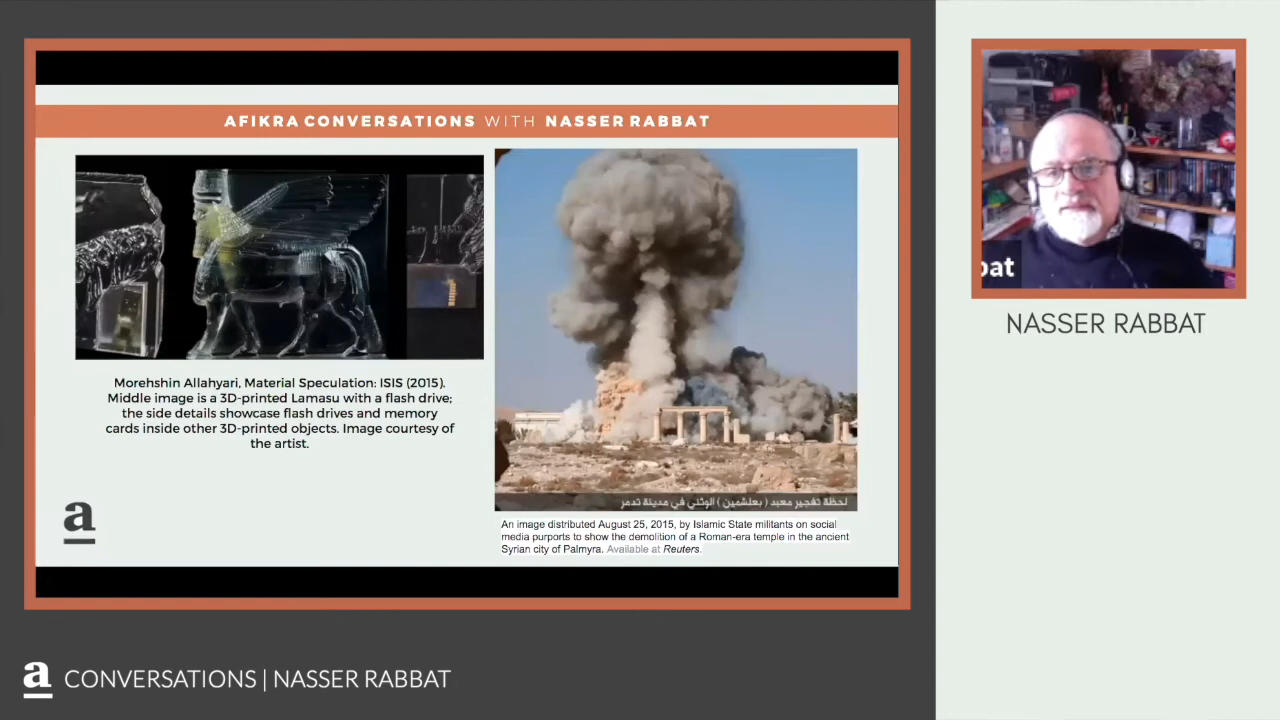 AFIKRA CONVERSATIONS WITH NASSER RABBAT
Morehshin Allahyari, Material Speculation: ISIS (2015).
Middle image is a 3D-printed Lamasu with a flash drive;
the side details showcase flash drives and memory
cards inside other 3D-printed objects. Image courtesy of
the artist.
a
لحظة تفجير معبد ( بعلشمين ) الوثني في مدينة تدمر
An image distributed August 25, 2015, by Islamic State militants on social
media purports to show the demolition of a Roman-era temple in the ancient
Syrian city of Palmyra. Available at Reuters.
bat
NASSER RABBAT
a CONVERSATIONS | NASSER RABBAT